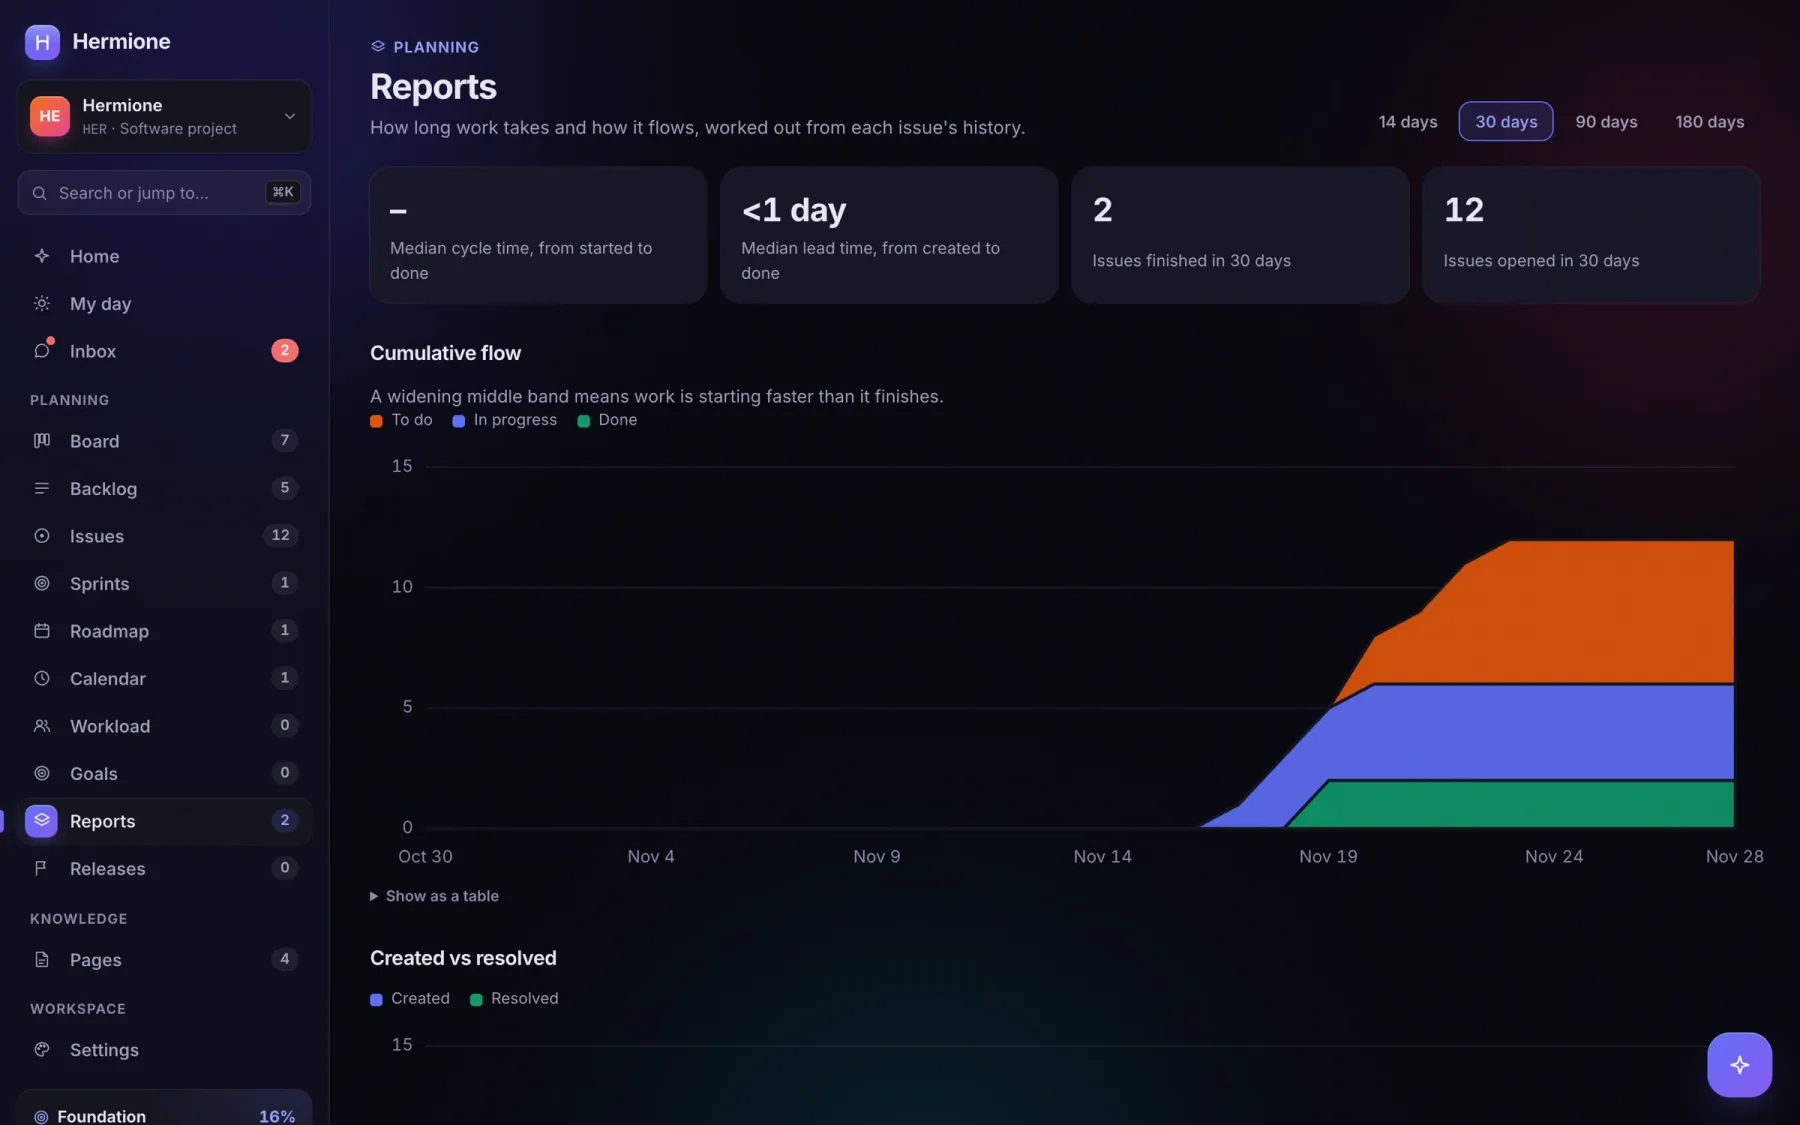 H Hermione
HE Hermione
HER · Software project
Search or jump to... ⌘K
Home
My day
Inbox 2
PLANNING
Board 7
Backlog 5
Issues 12
Sprints 1
Roadmap 1
Calendar 1
Workload 0
Goals 0
Reports 2
Releases 0
KNOWLEDGE
Pages 4
WORKSPACE
Settings
Foundation 16%
PLANNING
Reports
How long work takes and how it flows, worked out from each issue's history.
14 days 30 days 90 days 180 days
–
Median cycle time, from started to
done
<1 day
Median lead time, from created to
done
2
Issues finished in 30 days
12
Issues opened in 30 days
Cumulative flow
A widening middle band means work is starting faster than it finishes.
To do In progress Done
15
10
5
0
Oct 30 Nov 4 Nov 9 Nov 14 Nov 19 Nov 24 Nov 28
Show as a table
Created vs resolved
Created Resolved
15